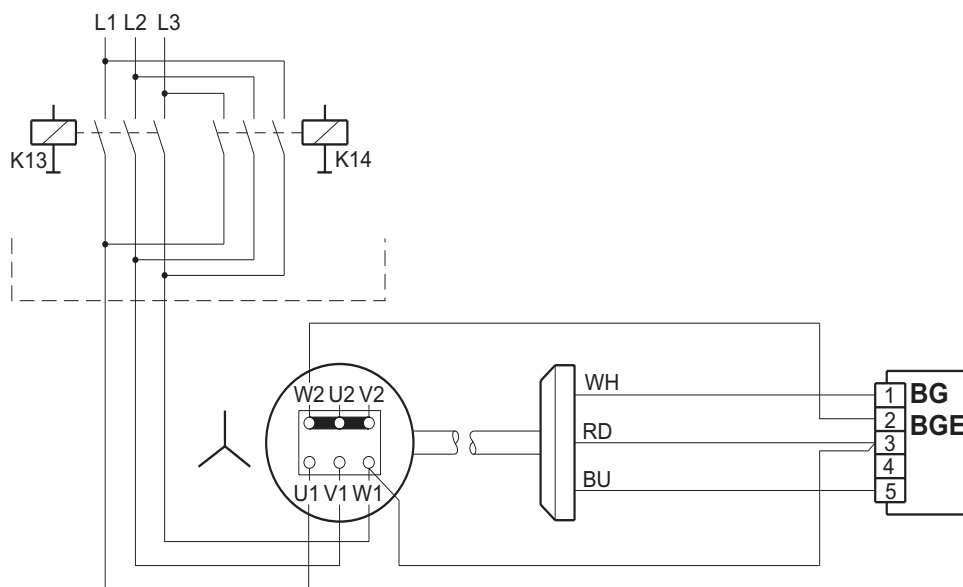 L1 L2 L3
K13
K14
W2 U2 V2
U1 V1 W1
WH
RD
BU
1 BG
2 BGE
3
4
5